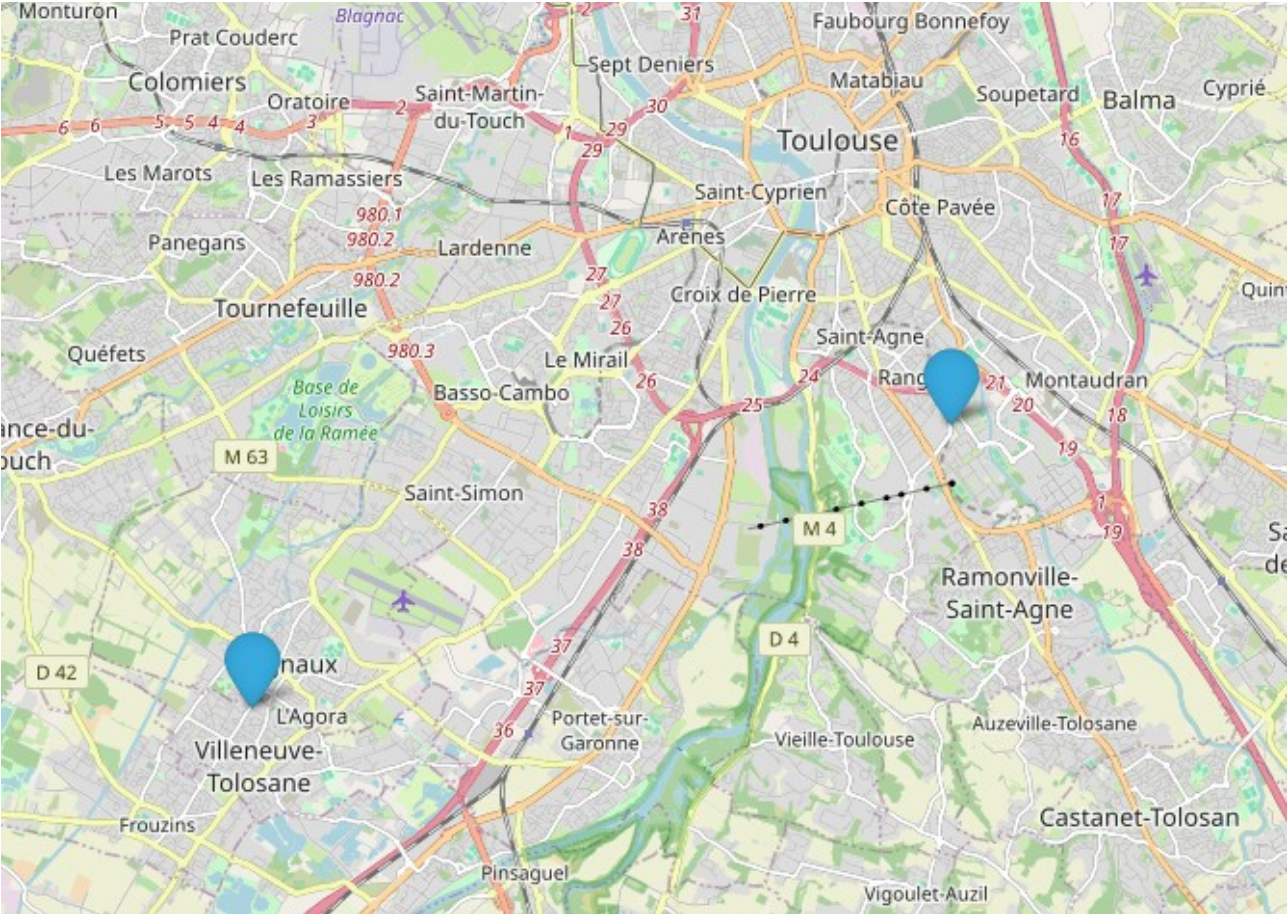 Monturon
Blagnac
2
31
Faubourg Bonnefoy
Prat Couderc
Sept Deniers
Matabiau
Colomiers
Oratoire
2
Saint-Martin-
du-Touch
30
Soupetard
Balma
Cyprié
6
6
5
5
4
4
3
1
29
29
Toulouse
16
Les Marots
Les Ramassiers
Saint-Cyprien
Côte Pavée
17
980.1
980.2
980.2
Panegans
Lardenne
Arènes
17
27
27
26
26
Croix de Pierre
Tournefeuille
Saint-Agne
Quéfets
980.3
Le Mirail
24
21
Montaudran
Base de
Loisirs
de la Ramée
Basso-Cambo
25
20
18
19
M 63
Saint-Simon
38
38
M 4
1
19
Ramonville-
Saint-Agne
D 4
D 42
37
37
36
L'Agora
Portet-sur-
Garonne
Vieille-Toulouse
Auzeville-Tolosane
Villeneuve-
Tolosane
Frouzins
Castanet-Tolosan
Pinsaguel
Vigoulet-Auzil